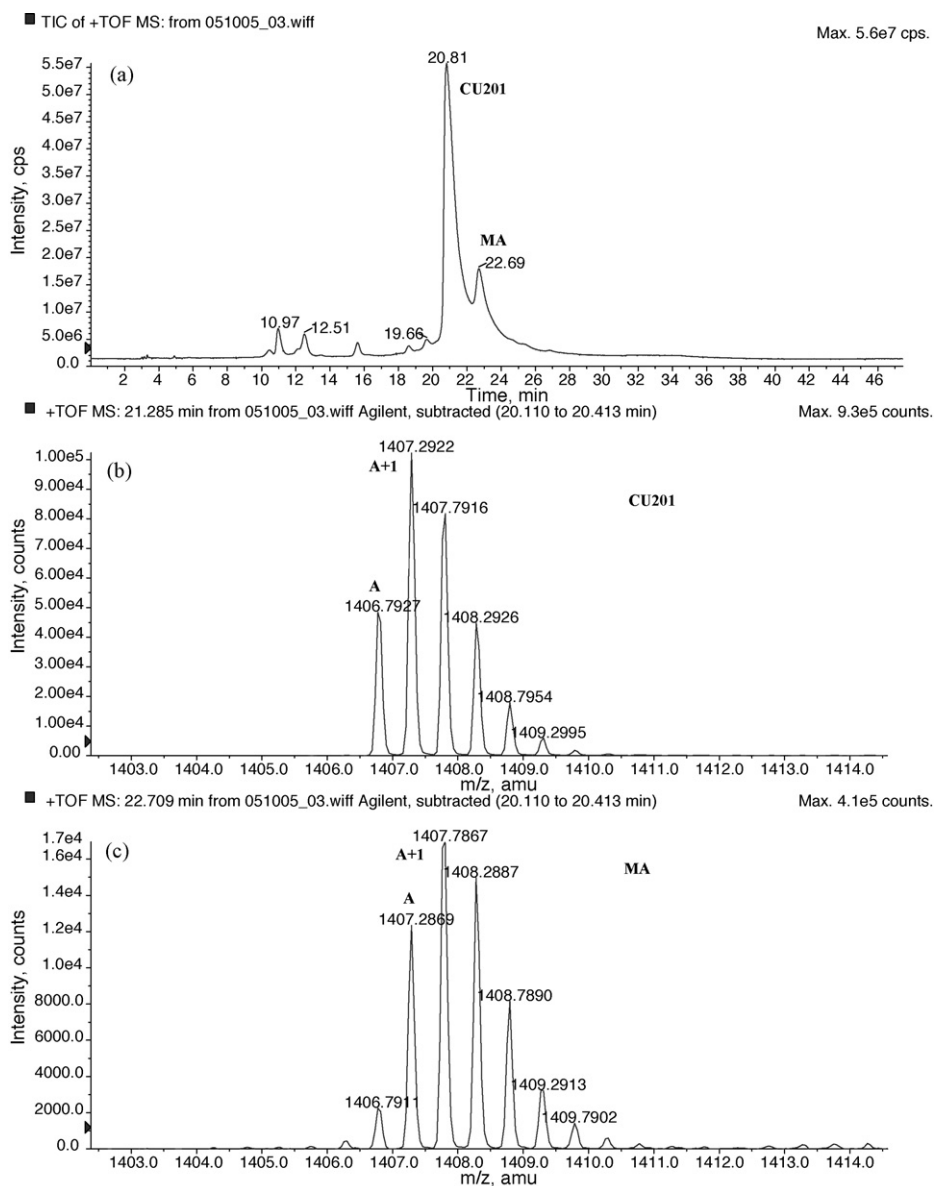 TIC of +TOF MS: from 051005_03.wiff
Max. 5.6e7 cps.
(a)
20.81
CU201
MA
22.69
10.97
12.51
19.66
5.5e7
5.0e7
4.5e7
4.0e7
3.5e7
3.0e7
2.5e7
2.0e7
1.5e7
1.0e7
5.0e6
0.0
Intensity, cps
2 4 6 8 10 12 14 16 18 20 22 24 26 28 30 32 34 36 38 40 42 44 46
Time, min
+TOF MS: 21.285 min from 051005_03.wiff Agilent, subtracted (20.110 to 20.413 min)
Max. 9.3e5 counts.
(b)
1407.2922
A+1
1407.7916
CU201
A
1406.7927
1408.2926
1408.7954
1409.2995
1.00e5
9.00e4
8.00e4
7.00e4
6.00e4
5.00e4
4.00e4
3.00e4
2.00e4
1.00e4
0.00
Intensity, counts
1403.0 1404.0 1405.0 1406.0 1407.0 1408.0 1409.0 1410.0 1411.0 1412.0 1413.0 1414.0
m/z, amu
+TOF MS: 22.709 min from 051005_03.wiff Agilent, subtracted (20.110 to 20.413 min)
Max. 4.1e5 counts.
(c)
1407.7867
A+1
1408.2887
MA
A
1407.2869
1408.7890
1409.2913
1406.7911
1409.7902
1.7e4
1.6e4
1.4e4
1.2e4
1.0e4
8000.0
6000.0
4000.0
2000.0
0.0
Intensity, counts
1403.0 1404.0 1405.0 1406.0 1407.0 1408.0 1409.0 1410.0 1411.0 1412.0 1413.0 1414.0
m/z, amu